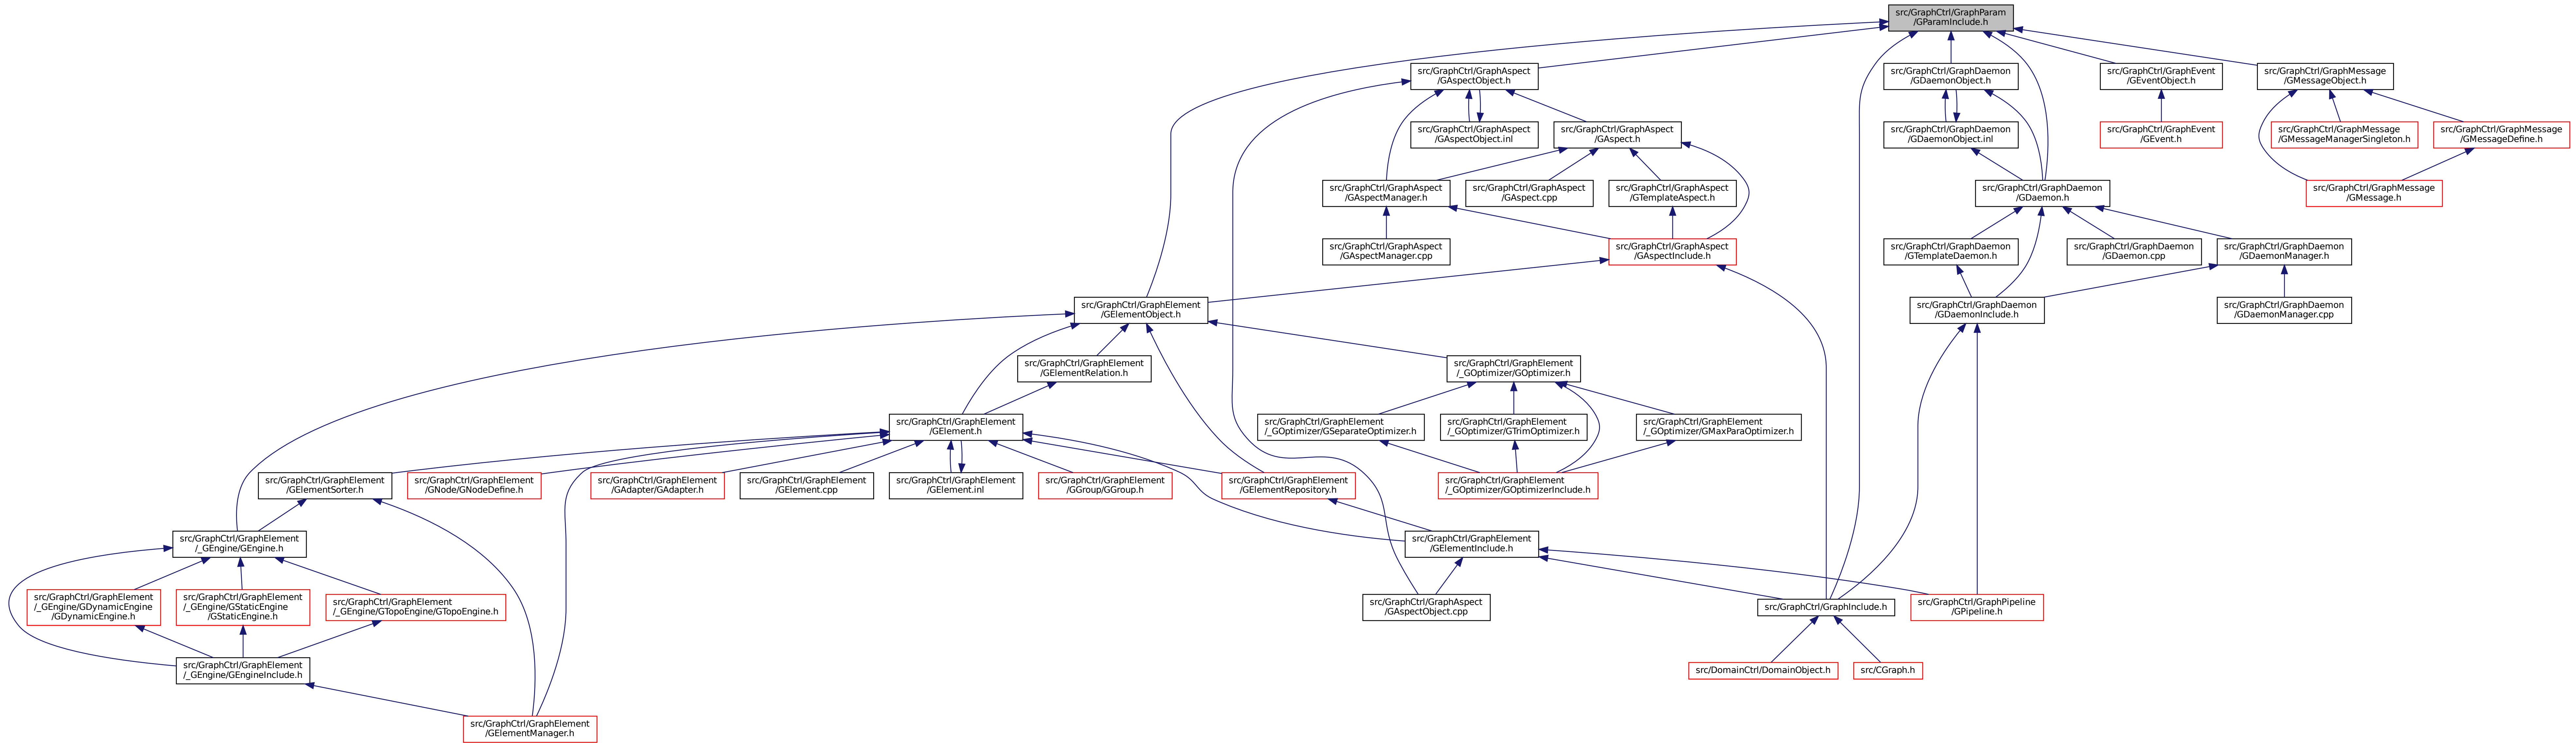 src/GraphCtrl/GraphParam
/GParamInclude.h
src/GraphCtrl/GraphAspect
/GAspectObject.h
src/GraphCtrl/GraphDaemon
/GDaemonObject.h
src/GraphCtrl/GraphEvent
/GEventObject.h
src/GraphCtrl/GraphMessage
/GMessageObject.h
src/GraphCtrl/GraphAspect
/GAspectObject.inl
src/GraphCtrl/GraphAspect
/GAspect.h
src/GraphCtrl/GraphDaemon
/GDaemonObject.inl
src/GraphCtrl/GraphEvent
/GEvent.h
src/GraphCtrl/GraphMessage
/GMessageManagerSingleton.h
src/GraphCtrl/GraphMessage
/GMessageDefine.h
src/GraphCtrl/GraphAspect
/GAspectManager.h
src/GraphCtrl/GraphAspect
/GAspect.cpp
src/GraphCtrl/GraphAspect
/GTemplateAspect.h
src/GraphCtrl/GraphDaemon
/GDaemon.h
src/GraphCtrl/GraphMessage
/GMessage.h
src/GraphCtrl/GraphAspect
/GAspectManager.cpp
src/GraphCtrl/GraphAspect
/GAspectInclude.h
src/GraphCtrl/GraphDaemon
/GTemplateDaemon.h
src/GraphCtrl/GraphDaemon
/GDaemon.cpp
src/GraphCtrl/GraphDaemon
/GDaemonManager.h
src/GraphCtrl/GraphElement
/GElementObject.h
src/GraphCtrl/GraphDaemon
/GDaemonInclude.h
src/GraphCtrl/GraphDaemon
/GDaemonManager.cpp
src/GraphCtrl/GraphElement
/GElementRelation.h
src/GraphCtrl/GraphElement
/_GOptimizer/GOptimizer.h
src/GraphCtrl/GraphElement
/GElement.h
src/GraphCtrl/GraphElement
/_GOptimizer/GSeparateOptimizer.h
src/GraphCtrl/GraphElement
/_GOptimizer/GTrimOptimizer.h
src/GraphCtrl/GraphElement
/_GOptimizer/GMaxParaOptimizer.h
src/GraphCtrl/GraphElement
/GElementSorter.h
src/GraphCtrl/GraphElement
/GNode/GNodeDefine.h
src/GraphCtrl/GraphElement
/GAdapter/GAdapter.h
src/GraphCtrl/GraphElement
/GElement.cpp
src/GraphCtrl/GraphElement
/GElement.inl
src/GraphCtrl/GraphElement
/GGroup/GGroup.h
src/GraphCtrl/GraphElement
/GElementRepository.h
src/GraphCtrl/GraphElement
/_GOptimizer/GOptimizerInclude.h
src/GraphCtrl/GraphElement
/_GEngine/GEngine.h
src/GraphCtrl/GraphElement
/GElementInclude.h
src/GraphCtrl/GraphElement
/_GEngine/GDynamicEngine
/GDynamicEngine.h
src/GraphCtrl/GraphElement
/_GEngine/GStaticEngine
/GStaticEngine.h
src/GraphCtrl/GraphElement
/_GEngine/GTopoEngine/GTopoEngine.h
src/GraphCtrl/GraphAspect
/GAspectObject.cpp
src/GraphCtrl/GraphInclude.h
src/GraphCtrl/GraphPipeline
/GPipeline.h
src/GraphCtrl/GraphElement
/_GEngine/GEngineInclude.h
src/DomainCtrl/DomainObject.h
src/CGraph.h
src/GraphCtrl/GraphElement
/GElementManager.h